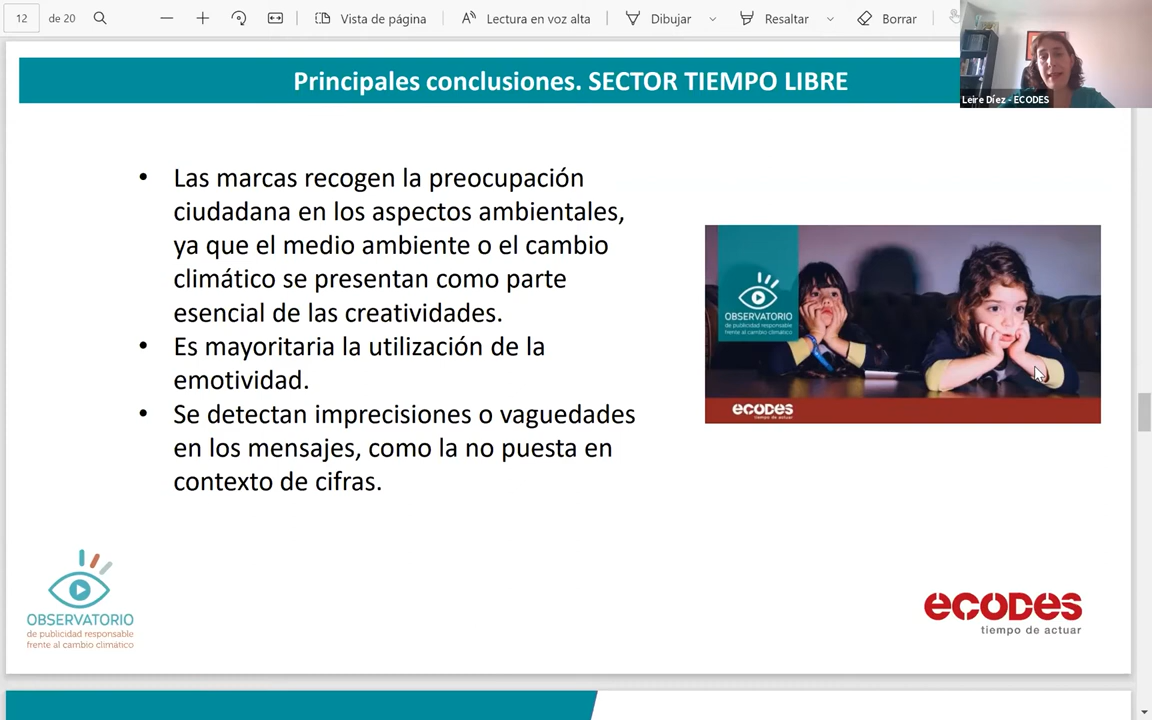 12
de 20
Vista de página
Lectura en voz alta
Dibujar
Resaltar
Borrar
Principales conclusiones. SECTOR TIEMPO LIBRE
Leire Díez - ECODES
• Las marcas recogen la preocupación
ciudadana en los aspectos ambientales,
ya que el medio ambiente o el cambio
climático se presentan como parte
esencial de las creatividades.
• Es mayoritaria la utilización de la
emotividad.
• Se detectan imprecisiones o vaguedades
en los mensajes, como la no puesta en
contexto de cifras.
OBSERVATORIO
de publicidad responsable
frente al cambio climático
ecodes
tiempo de actuar
OBSERVATORIO
de publicidad responsable
frente al cambio climático
ecodes
tiempo de actuar